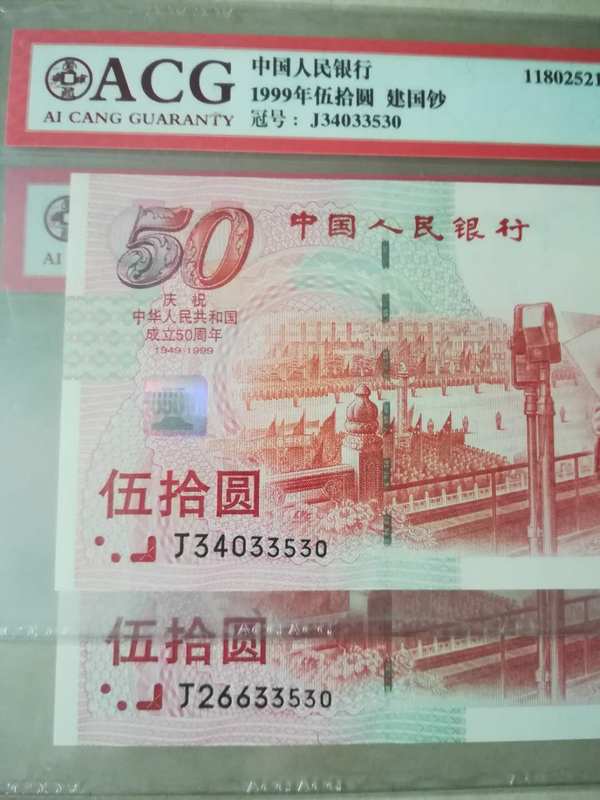 ACG
AI CANG GUARANTY
中国人民银行
1999年伍拾圆 建国钞
冠号: J34033530
11802521
AI
50
中国人民银行
庆祝
中华人民共和国
成立50周年
1949-1999
伍拾圆
J34033530
伍拾圆
J26633530